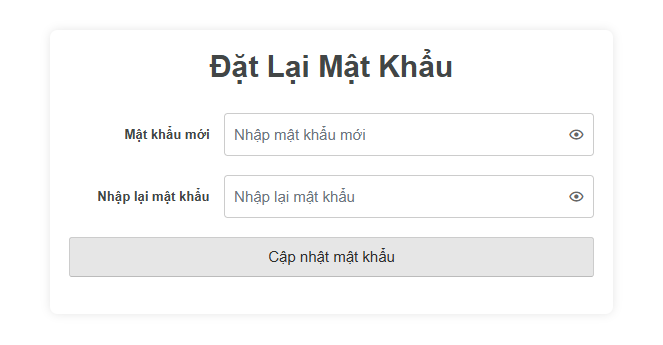 Đặt Lại Mật Khẩu
Mật khẩu mới Nhập mật khẩu mới
Nhập lại mật khẩu Nhập lại mật khẩu
Cập nhật mật khẩu